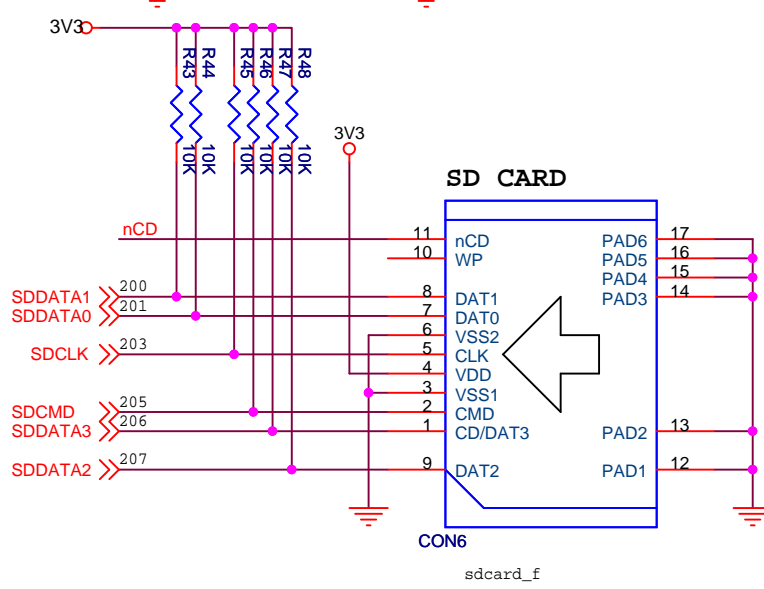 3V3
R43
R44
R45
R46
R47
R48
10K
10K
10K
10K
10K
10K
3V3
SD CARD
nCD
11
nCD
PAD6
17
10
WP
PAD5
16
PAD4
15
SDDATA1
200
8
DAT1
PAD3
14
SDDATA0
201
7
DAT0
6
VSS2
SDCLK
203
5
CLK
4
VDD
3
VSS1
SDCMD
205
2
CMD
SDDATA3
206
1
CD/DAT3
PAD2
13
SDDATA2
207
9
DAT2
PAD1
12
CON6
sdcard_f